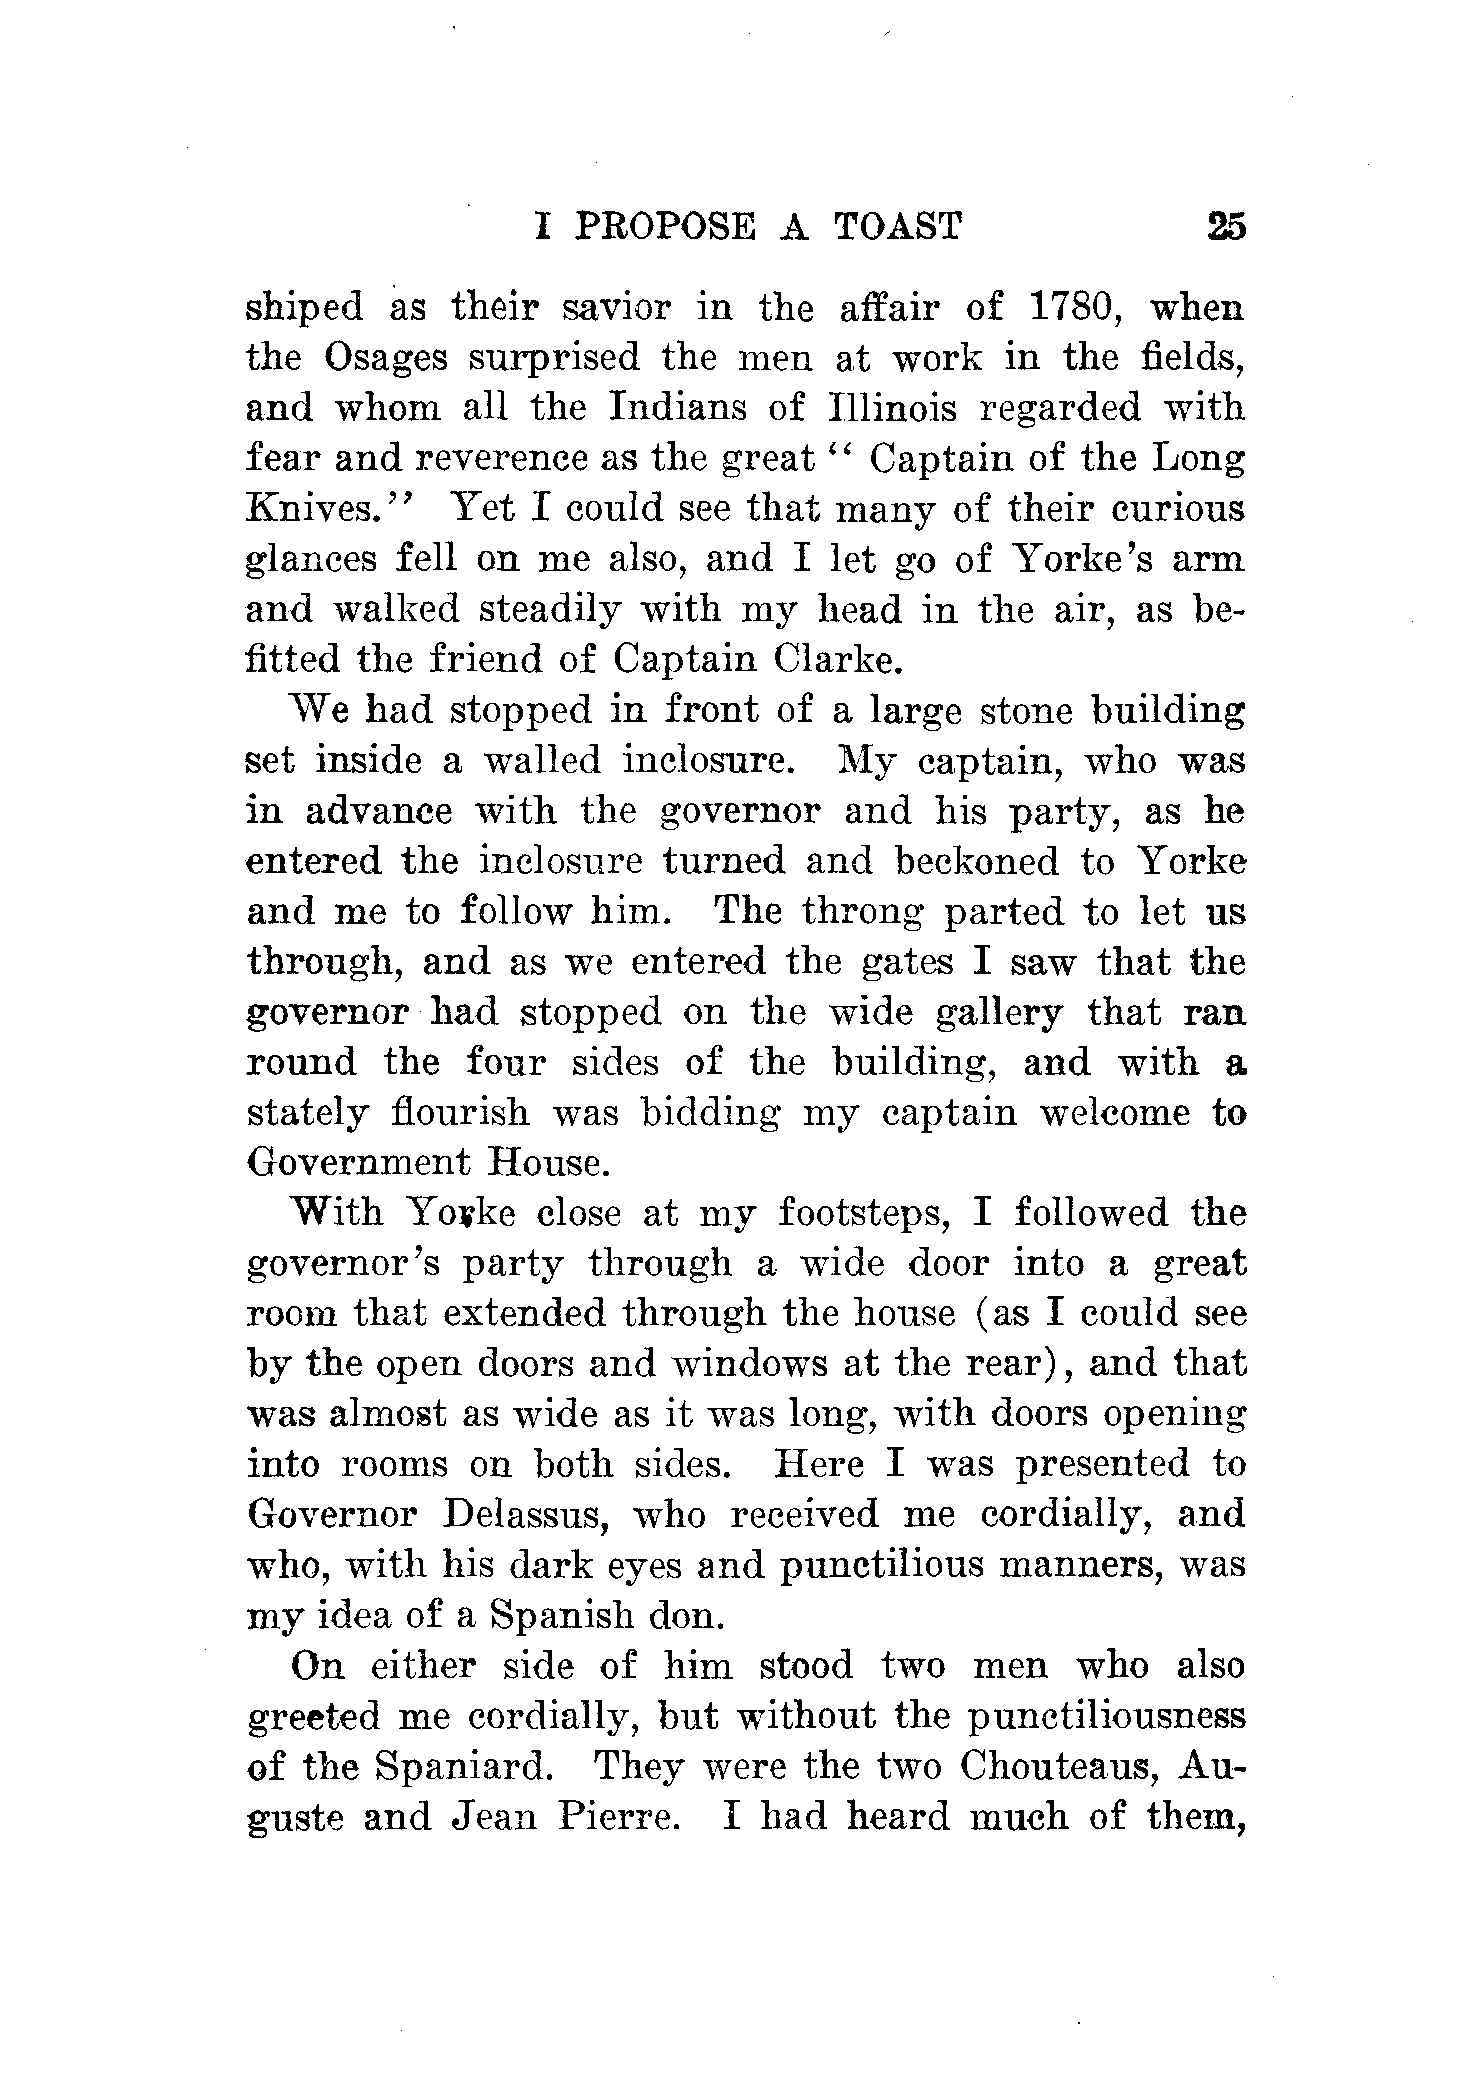 I PROPOSE A TOAST 25
shiped as their savior in the affair of 1780, when
the Osages surprised the men at work in the fields,
and whom all the Indians of Illinois regarded with
fear and reverence as the great “ Captain of the Long
Knives.” Yet I could see that many of their curious
glances fell on me also, and I let go of Yorke’s arm
and walked steadily with my head in the air, as be-
fitted the friend of Captain Clarke.
We had stopped in front of a large stone building
set inside a walled inclosure. My captain, who was
in advance with the governor and his party, as he
entered the inclosure turned and beckoned to Yorke
and me to follow him. The throng parted to let us
through, and as we entered the gates I saw that the
governor had stopped on the wide gallery that ran
round the four sides of the building, and with a
stately flourish was bidding my captain welcome to
Government House.
With Yorke close at my footsteps, I followed the
governor’s party through a wide door into a great
room that extended through the house (as I could see
by the open doors and windows at the rear), and that
was almost as wide as it was long, with doors opening
into rooms on both sides. Here I was presented to
Governor Delassus, who received me cordially, and
who, with his dark eyes and punctilious manners, was
my idea of a Spanish don.
On either side of him stood two men who also
greeted me cordially, but without the punctiliousness
of the Spaniard. They were the two Chouteaus, Au-
guste and Jean Pierre. I had heard much of them,